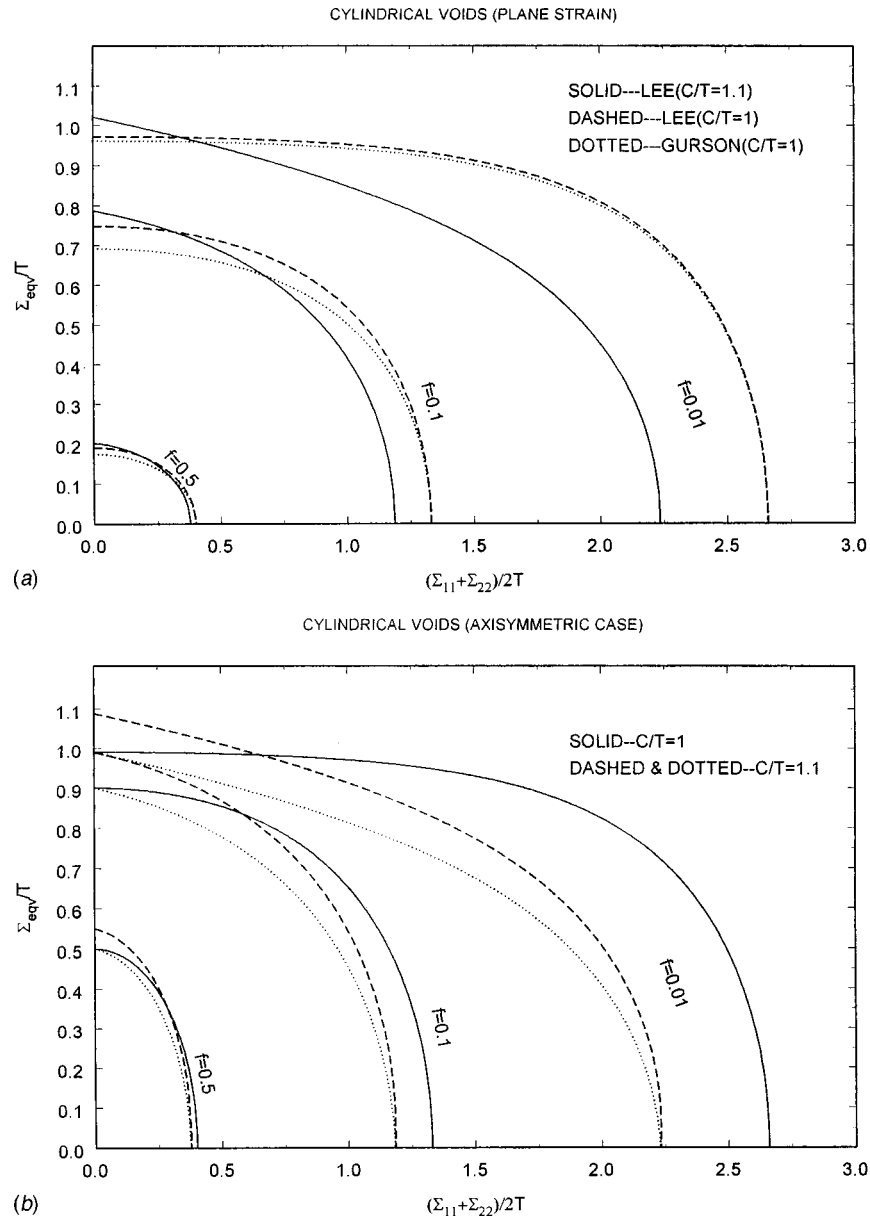 CYLINDRICAL VOIDS (PLANE STRAIN)
SOLID---LEE(C/T=1.1)
DASHED---LEE(C/T=1)
DOTTED---GURSON(C/T=1)
1.1
1.0
0.9
0.8
0.7
0.6
0.5
0.4
0.3
0.2
0.1
0.0
Σeqv/T
f=0.5
f=0.1
f=0.01
0.0 0.5 1.0 1.5 2.0 2.5 3.0
(a)
(Σ11+Σ22)/2T
CYLINDRICAL VOIDS (AXISYMMETRIC CASE)
SOLID--C/T=1
DASHED & DOTTED--C/T=1.1
1.1
1.0
0.9
0.8
0.7
0.6
0.5
0.4
0.3
0.2
0.1
0.0
Σeqv/T
f=0.5
f=0.1
f=0.01
0.0 0.5 1.0 1.5 2.0 2.5 3.0
(b)
(Σ11+Σ22)/2T